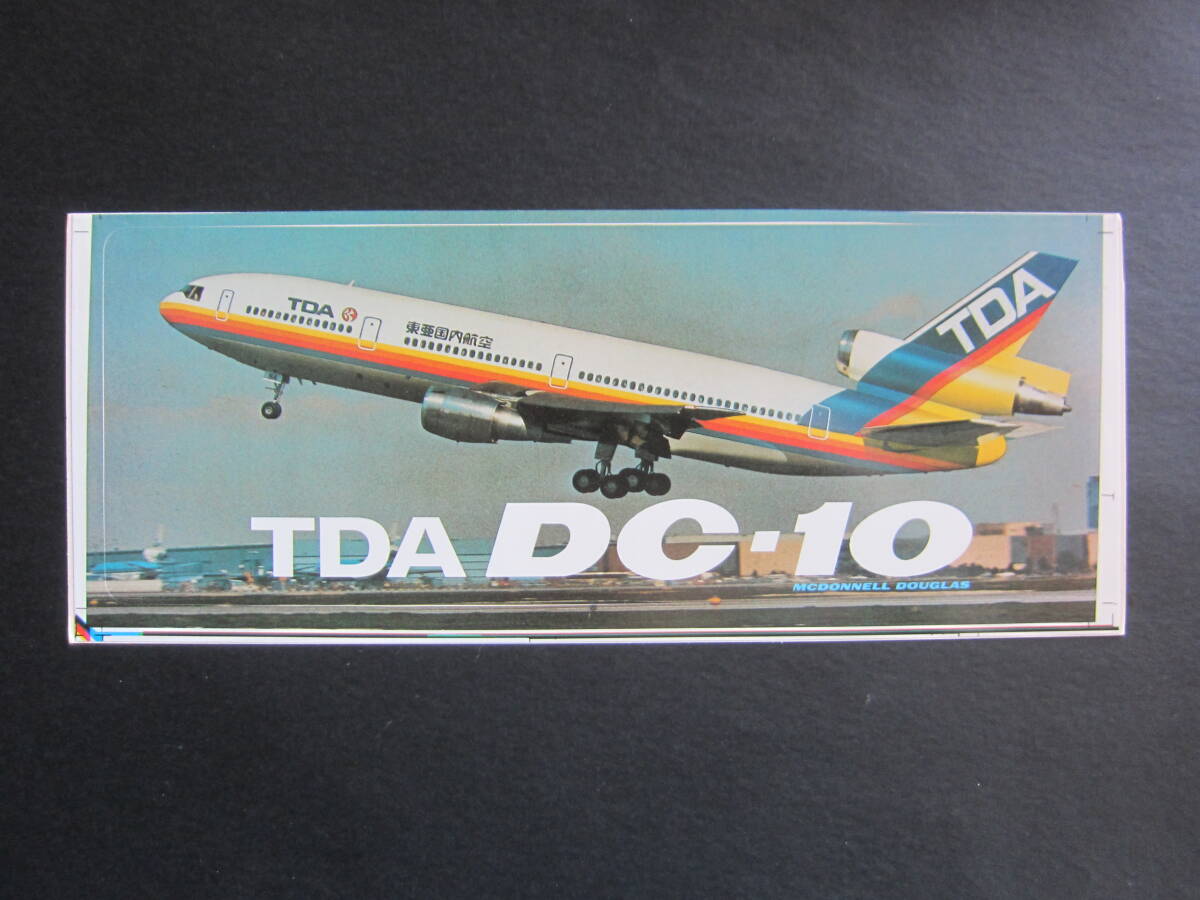 TDA
東亜国内航空
TDA
TDA DC-10
MCDONNELL DOUGLAS